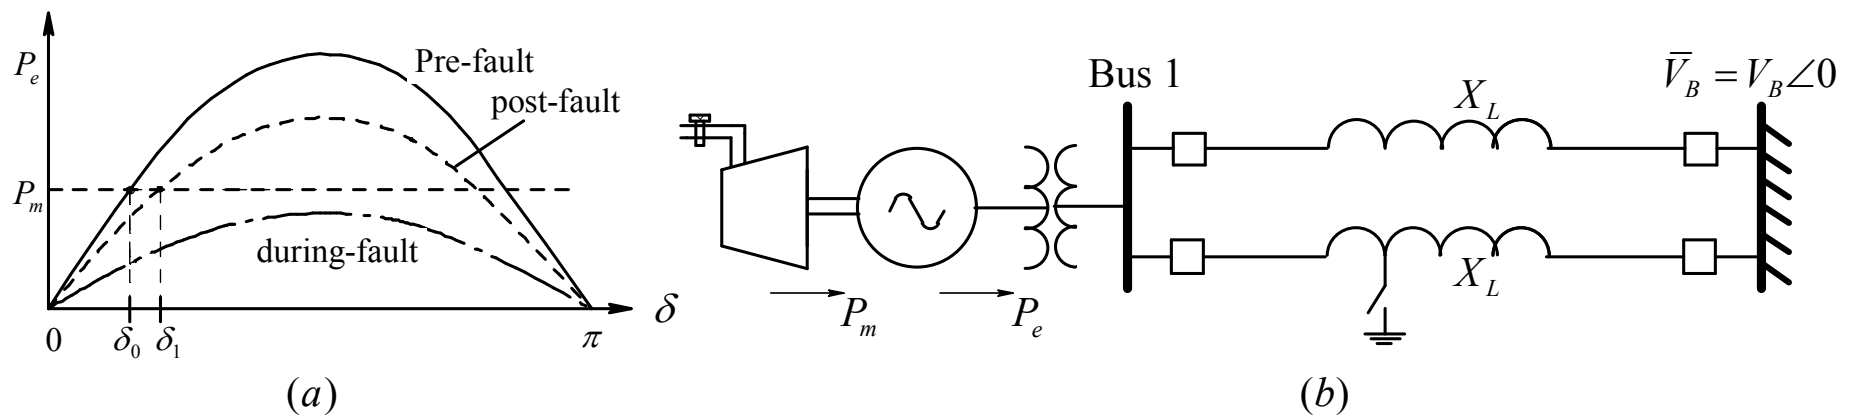 P_e
Pre-fault
post-fault
P_m
during-fault
0
δ_0
δ_1
π
δ
(a)
Bus 1
X_L
V̅_B = V_B∠0
X_L
P_m
P_e
(b)